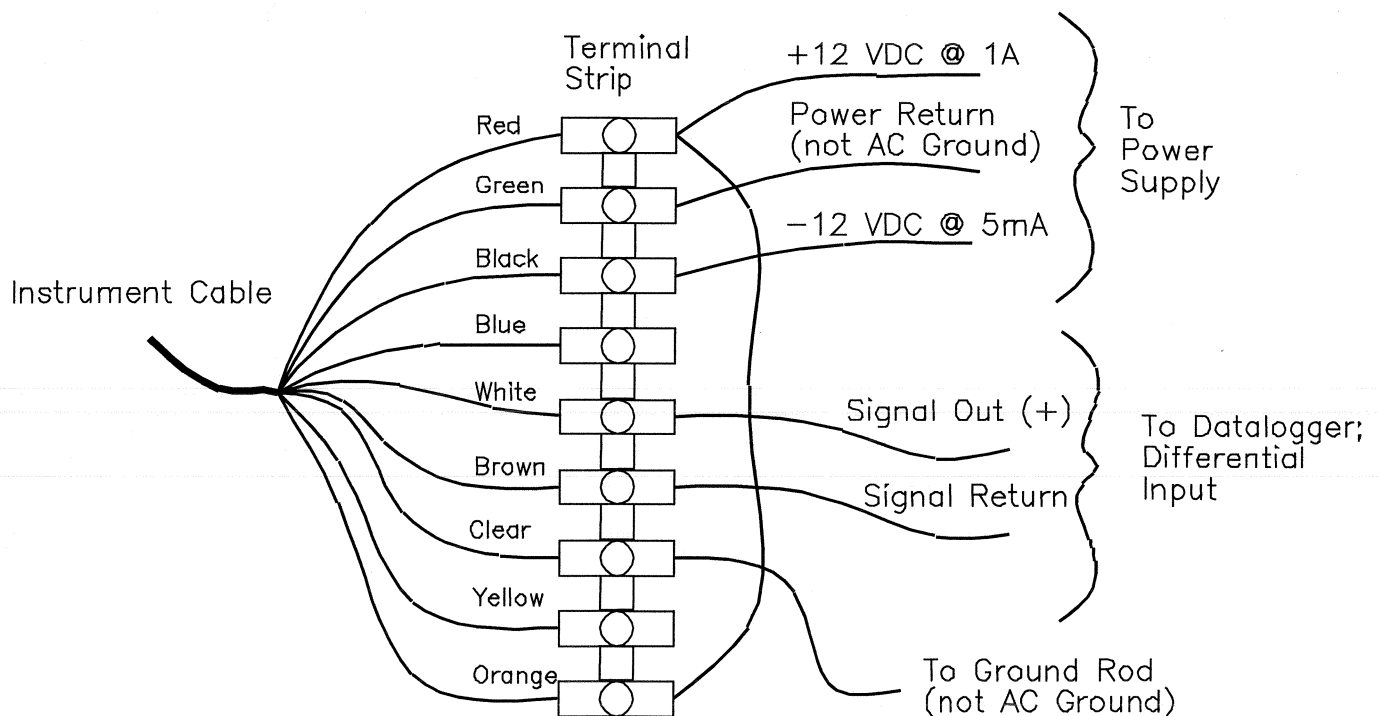 Terminal
Strip
+12 VDC @ 1A
Power Return
(not AC Ground)
-12 VDC @ 5mA
To
Power
Supply
Red
Green
Black
Blue
White
Brown
Clear
Yellow
Orange
Instrument Cable
Signal Out (+)
Signal Return
To Datalogger;
Differential
Input
To Ground Rod
(not AC Ground)